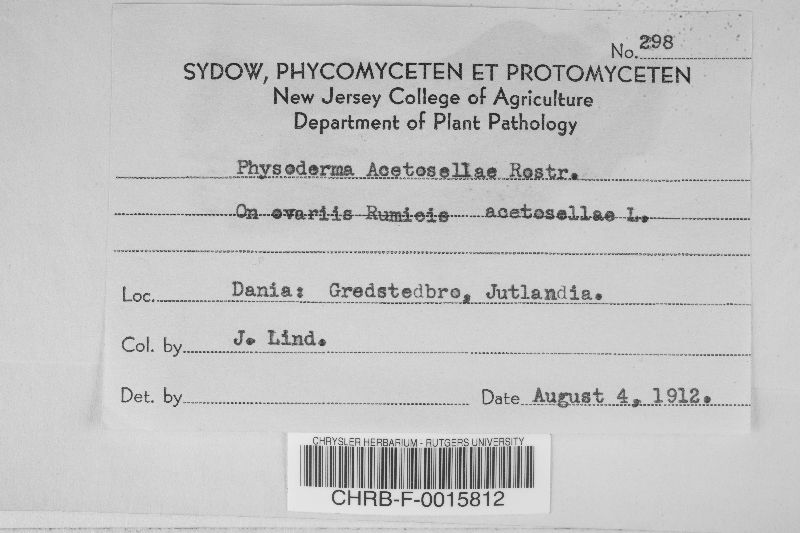 No. 298
SYDOW, PHYCOMYCETEN ET PROTOMYCETEN
New Jersey College of Agriculture
Department of Plant Pathology
Physoderma Acetosellae Rostr.
On ovariis Rumicis acetosellae L.
Loc. Dania: Gredstedbro, Jutlandia.
Col. by J. Lind.
Det. by
Date August 4, 1912.
CHRYSLER HERBARIUM - RUTGERS UNIVERSITY
CHRB-F-0015812